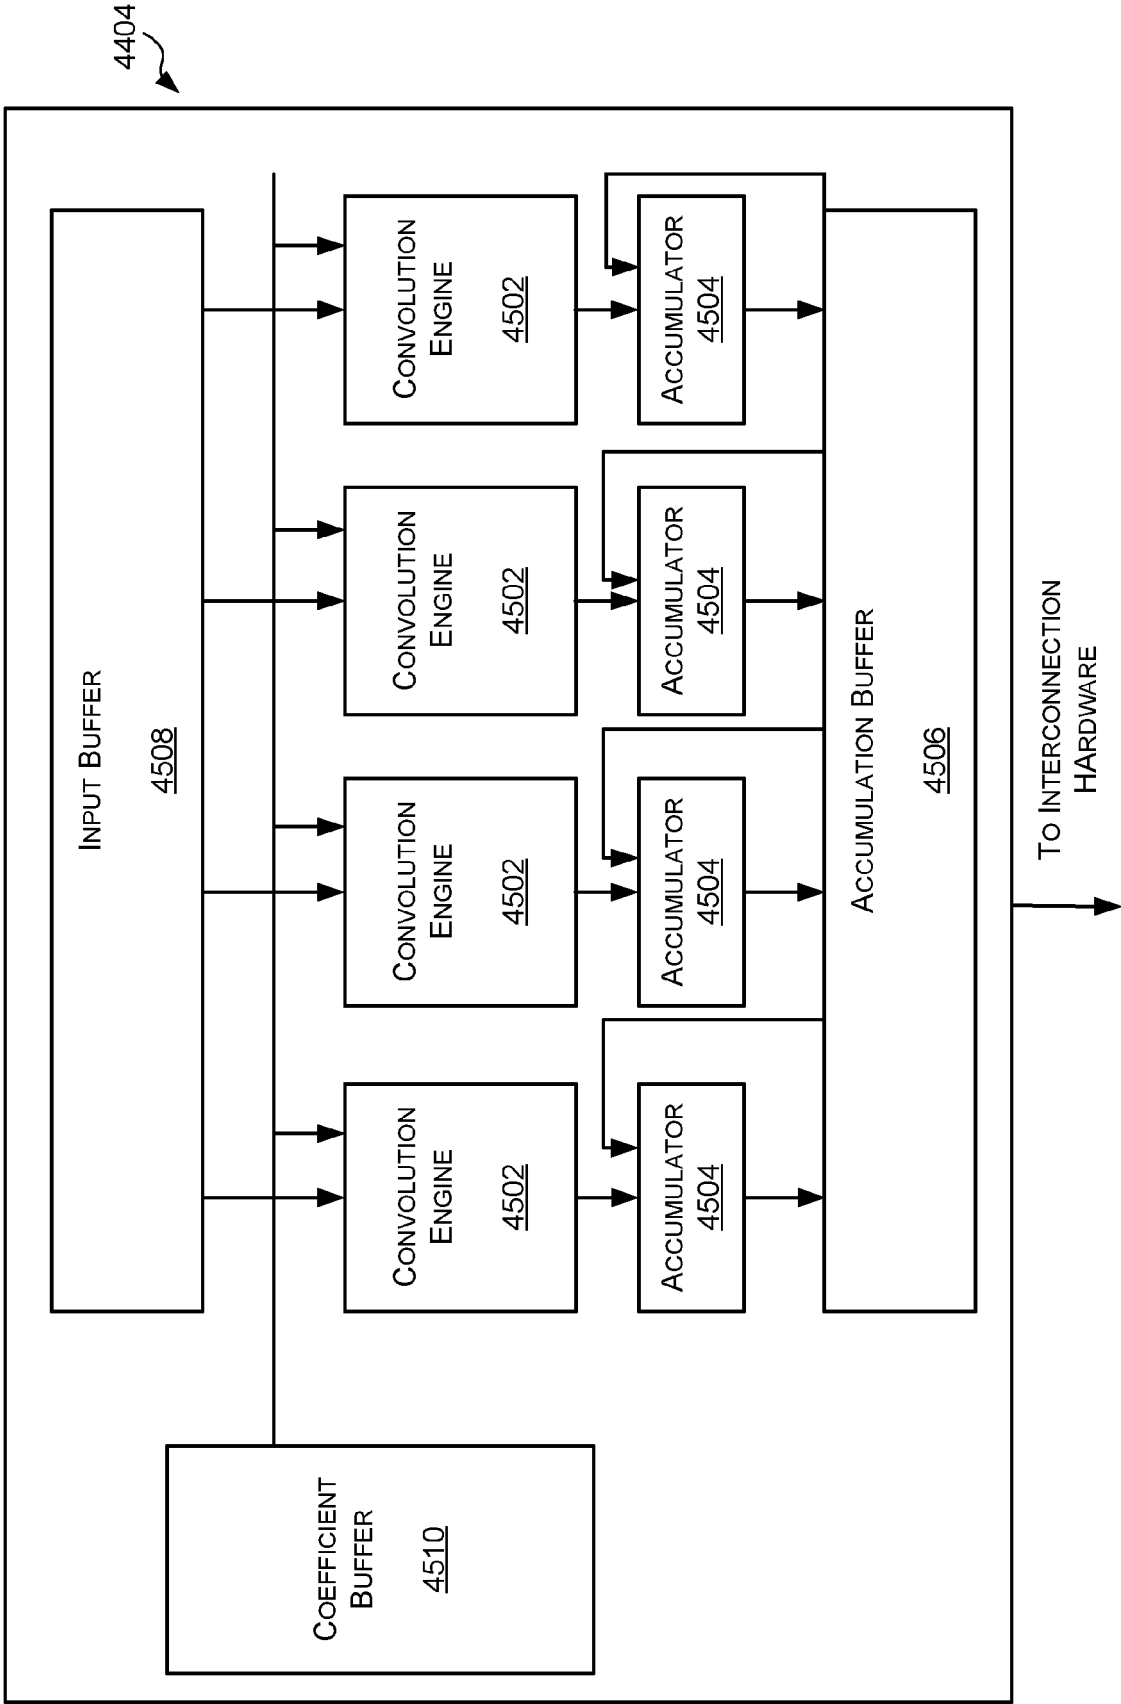 4404
INPUT BUFFER
4508
COEFFICIENT
BUFFER
4510
CONVOLUTION
ENGINE
4502
CONVOLUTION
ENGINE
4502
CONVOLUTION
ENGINE
4502
CONVOLUTION
ENGINE
4502
ACCUMULATOR
4504
ACCUMULATOR
4504
ACCUMULATOR
4504
ACCUMULATOR
4504
ACCUMULATION BUFFER
4506
TO INTERCONNECTION
HARDWARE